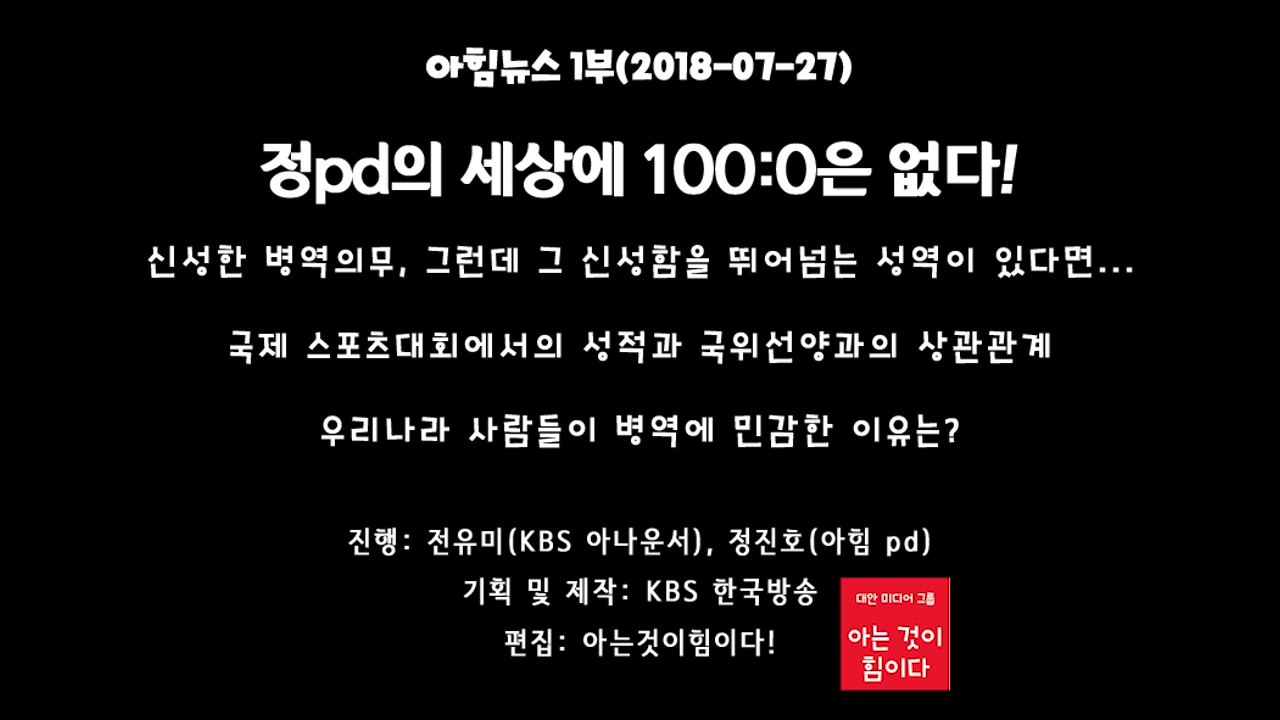 아힘뉴스 1부(2018-07-27)
정pd의 세상에 100:0은 없다!
신성한 병역의무, 그런데 그 신성함을 뛰어넘는 성역이 있다면...
국제 스포츠대회에서의 성적과 국위선양과의 상관관계
우리나라 사람들이 병역에 민감한 이유는?
진행: 전유미(KBS 아나운서), 정진호(아힘 pd)
기획 및 제작: KBS 한국방송
편집: 아는것이힘이다!
대안 미디어 그룹
아는 것이
힘이다